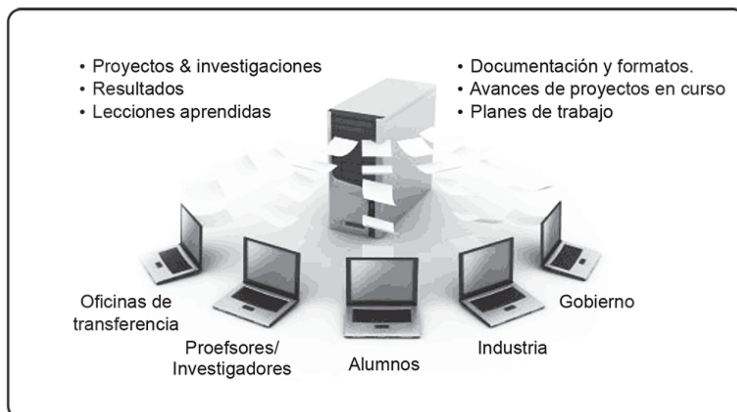 • Proyectos & investigaciones
• Resultados
• Lecciones aprendidas
• Documentación y formatos.
• Avances de proyectos en curso
• Planes de trabajo
Oficinas de
transferencia
Proefsores/
Investigadores
Alumnos
Industria
Gobierno